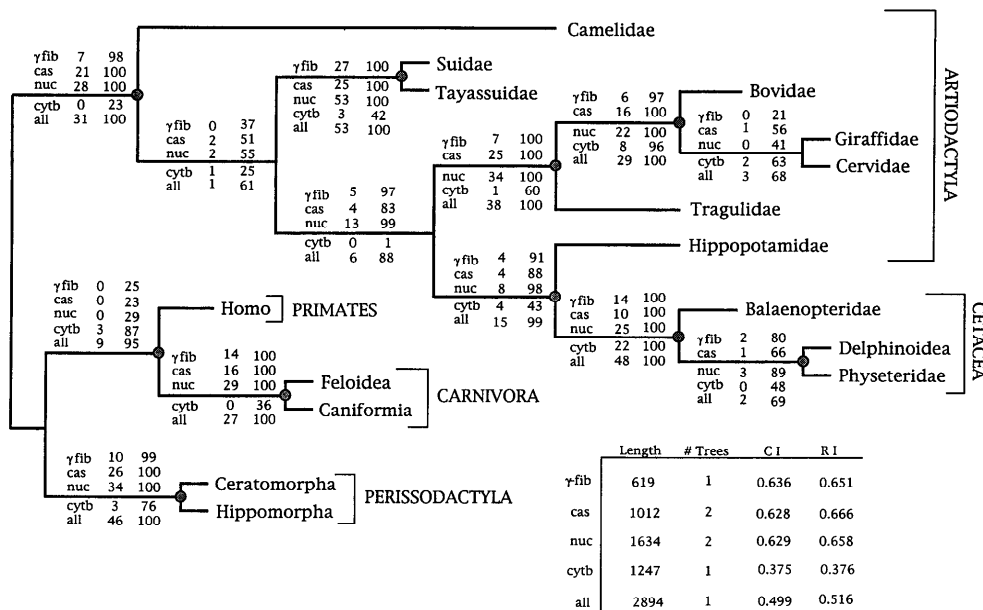 Camelidae
γfib 7 98
cas 21 100
nuc 28 100
cytb 0 23
all 31 100
γfib 27 100
cas 25 100
nuc 53 100
cytb 3 42
all 53 100
Suidae
Tayassuidae
γfib 0 37
cas 2 51
nuc 2 55
cytb 1 25
all 1 61
γfib 6 97
cas 16 100
nuc 22 100
cytb 8 96
all 29 100
Bovidae
γfib 0 21
cas 1 56
nuc 0 41
cytb 2 63
all 3 68
Giraffidae
Cervidae
γfib 7 100
cas 25 100
nuc 34 100
cytb 1 60
all 38 100
Tragulidae
γfib 5 97
cas 4 83
nuc 13 99
cytb 0 1
all 6 88
Hippopotamidae
ARTIODACTYLA
γfib 4 91
cas 4 88
nuc 8 98
cytb 4 43
all 15 99
γfib 14 100
cas 10 100
nuc 25 100
cytb 22 100
all 48 100
Balaenopteridae
γfib 2 80
cas 1 66
nuc 3 89
cytb 0 48
all 2 69
Delphinoidea
Physeteridae
CETACEA
γfib 0 25
cas 0 23
nuc 0 29
cytb 3 87
all 9 95
Homo
PRIMATES
γfib 14 100
cas 16 100
nuc 29 100
cytb 0 36
all 27 100
Feloidea
Caniformia
CARNIVORA
γfib 10 99
cas 26 100
nuc 34 100
cytb 3 76
all 46 100
Ceratomorpha
Hippomorpha
PERISSODACTYLA
Length # Trees CI RI
γ-fib 619 1 0.636 0.651
cas 1012 2 0.628 0.666
nuc 1634 2 0.629 0.658
cytb 1247 1 0.375 0.376
all 2894 1 0.499 0.516